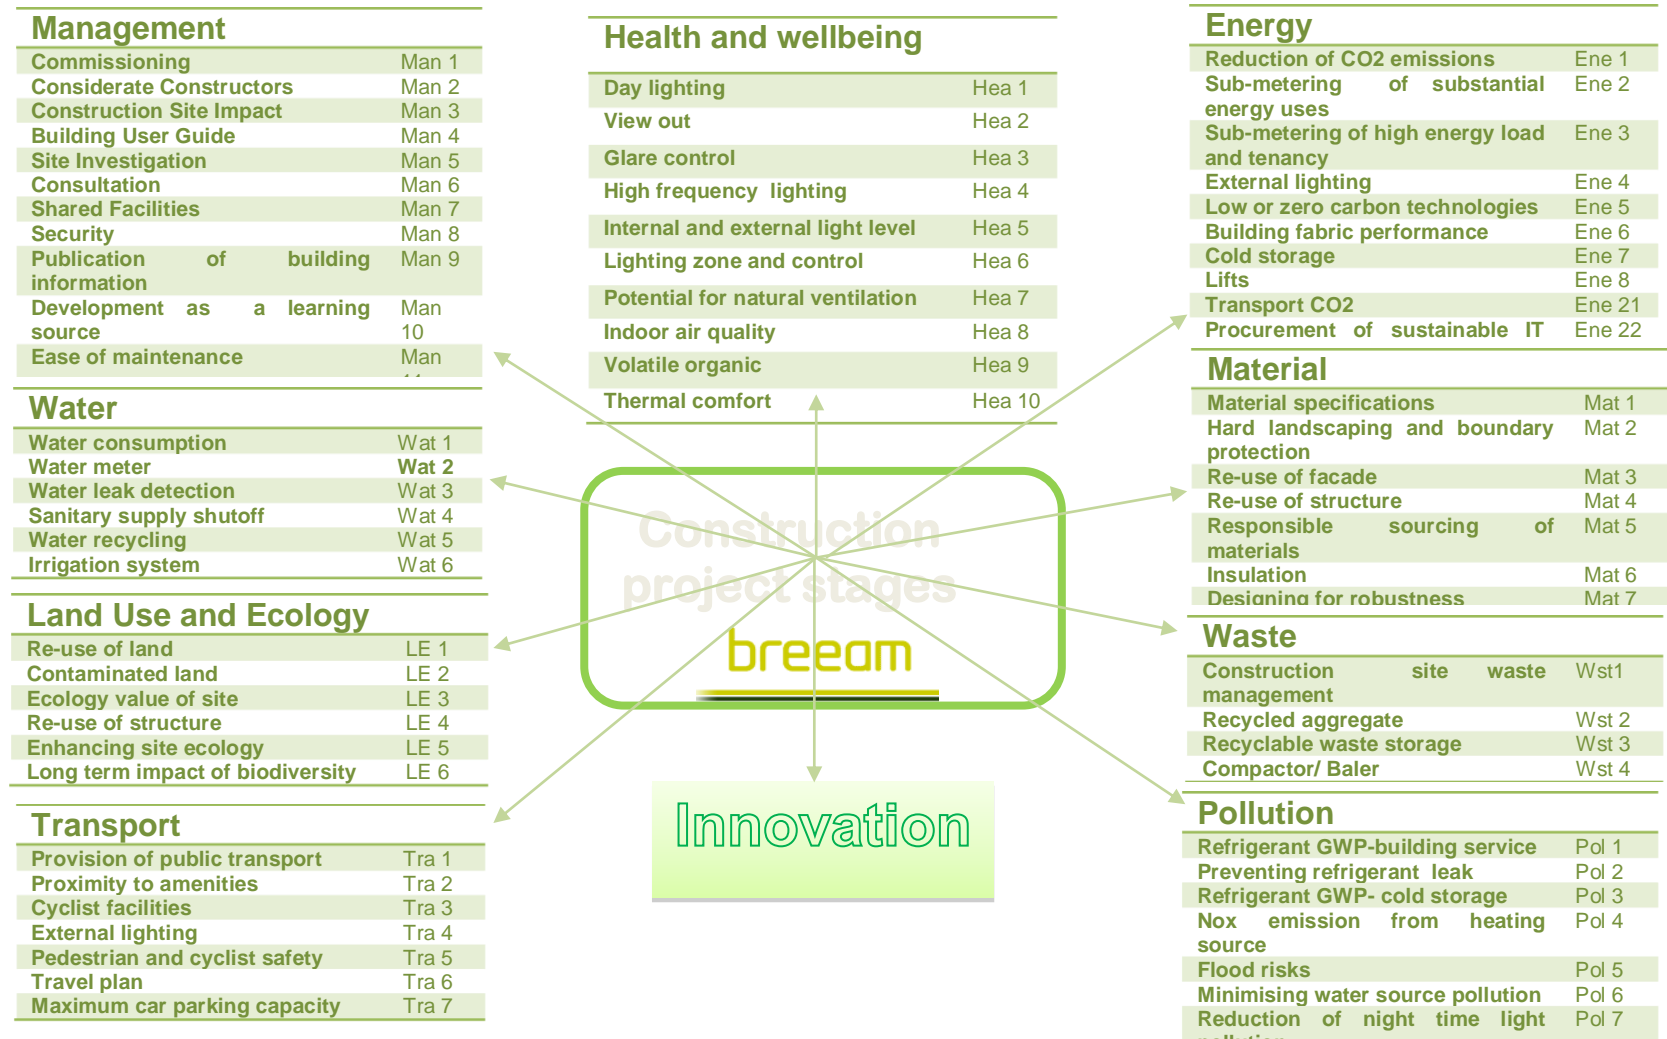 Management
Commissioning Man 1
Considerate Constructors Man 2
Construction Site Impact Man 3
Building User Guide Man 4
Site Investigation Man 5
Consultation Man 6
Shared Facilities Man 7
Security Man 8
Publication of building Man 9
information
Development as a learning Man
source 10
Ease of maintenance Man
Water
Water consumption Wat 1
Water meter Wat 2
Water leak detection Wat 3
Sanitary supply shutoff Wat 4
Water recycling Wat 5
Irrigation system Wat 6
Land Use and Ecology
Re-use of land LE 1
Contaminated land LE 2
Ecology value of site LE 3
Re-use of structure LE 4
Enhancing site ecology LE 5
Long term impact of biodiversity LE 6
Transport
Provision of public transport Tra 1
Proximity to amenities Tra 2
Cyclist facilities Tra 3
External lighting Tra 4
Pedestrian and cyclist safety Tra 5
Travel plan Tra 6
Maximum car parking capacity Tra 7
Health and wellbeing
Day lighting Hea 1
View out Hea 2
Glare control Hea 3
High frequency lighting Hea 4
Internal and external light level Hea 5
Lighting zone and control Hea 6
Potential for natural ventilation Hea 7
Indoor air quality Hea 8
Volatile organic Hea 9
Thermal comfort Hea 10
Construction
project stages
breeam
Innovation
Energy
Reduction of CO2 emissions Ene 1
Sub-metering of substantial Ene 2
energy uses
Sub-metering of high energy load Ene 3
and tenancy
External lighting Ene 4
Low or zero carbon technologies Ene 5
Building fabric performance Ene 6
Cold storage Ene 7
Lifts Ene 8
Transport CO2 Ene 21
Procurement of sustainable IT Ene 22
Material
Material specifications Mat 1
Hard landscaping and boundary Mat 2
protection
Re-use of facade Mat 3
Re-use of structure Mat 4
Responsible sourcing of Mat 5
materials
Insulation Mat 6
Designing for robustness Mat 7
Waste
Construction site waste Wst1
management
Recycled aggregate Wst 2
Recyclable waste storage Wst 3
Compactor/ Baler Wst 4
Pollution
Refrigerant GWP-building service Pol 1
Preventing refrigerant leak Pol 2
Refrigerant GWP- cold storage Pol 3
Nox emission from heating Pol 4
source
Flood risks Pol 5
Minimising water source pollution Pol 6
Reduction of night time light Pol 7